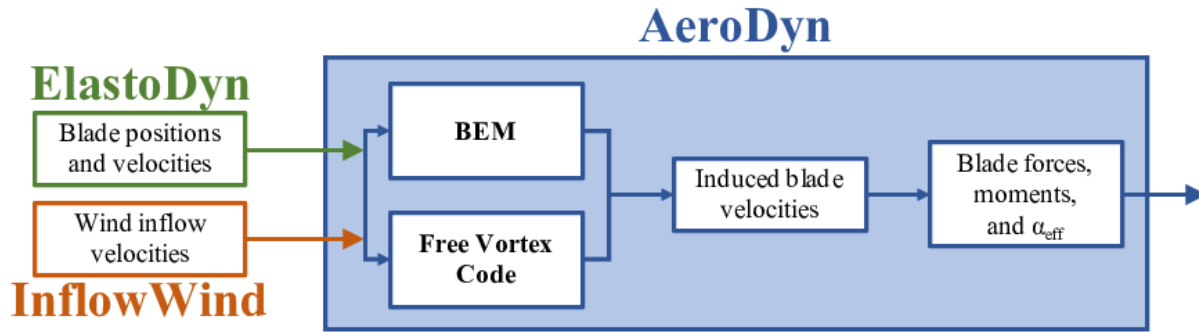 AeroDyn
ElastoDyn
Blade positions
and velocities
Wind inflow
velocities
InflowWind
BEM
Free Vortex
Code
Induced blade
velocities
Blade forces,
moments,
and αeff